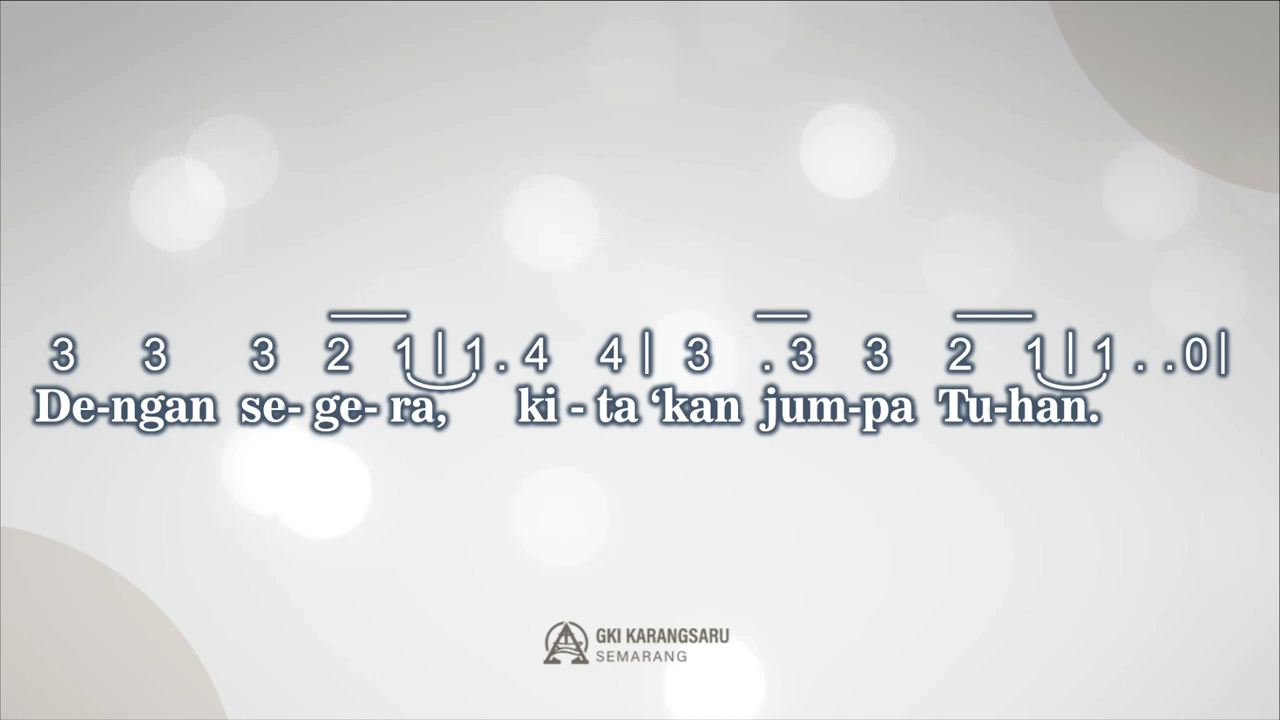 3 3 3 2 1 | 1 . 4 4 | 3 . 3 3 2 1 | 1 . . 0 |
De-ngan se- ge- ra, ki - ta ‘kan jum-pa Tu-han.
GKI KARANGSARU
SEMARANG